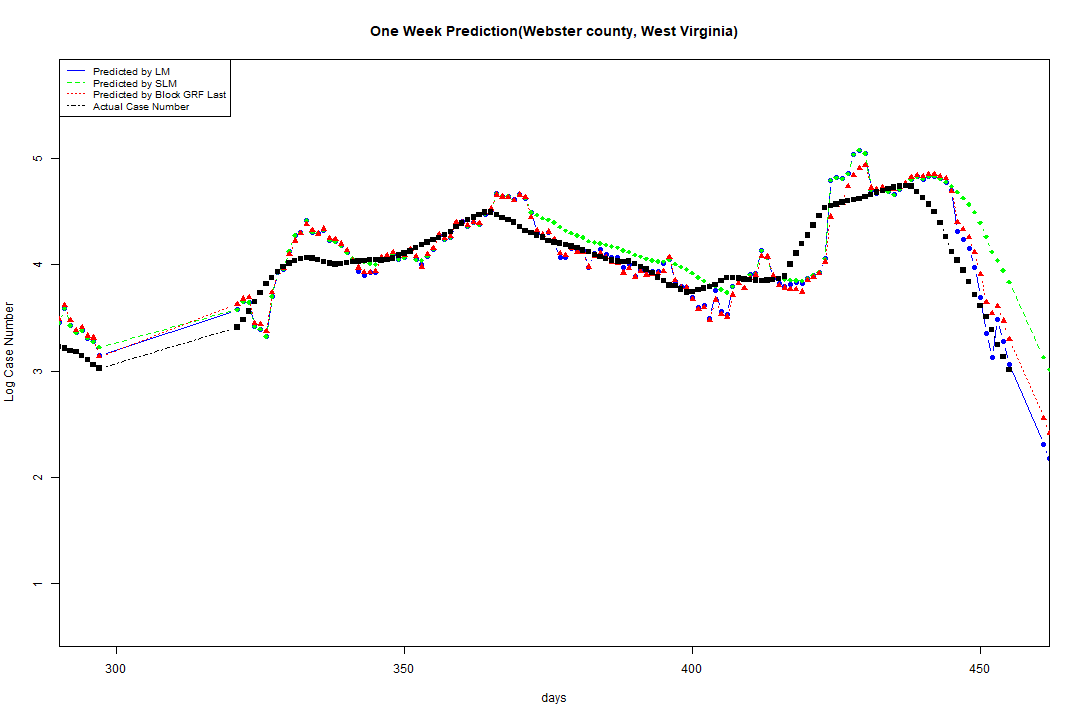 One Week Prediction(Webster county, West Virginia)
Predicted by LM
Predicted by SLM
Predicted by Block GRF Last
Actual Case Number
5
4
3
2
1
Log Case Number
300
350
400
450
days